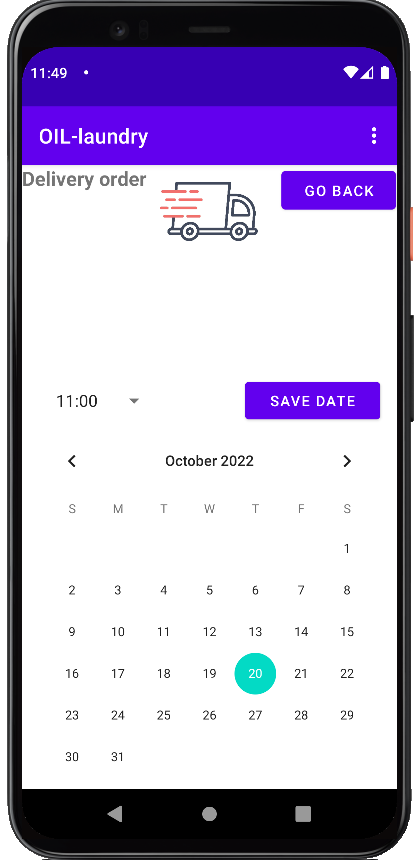 11:49
OIL-laundry
Delivery order
GO BACK
11:00
SAVE DATE
October 2022
S M T W T F S
1
2 3 4 5 6 7 8
9 10 11 12 13 14 15
16 17 18 19 20 21 22
23 24 25 26 27 28 29
30 31